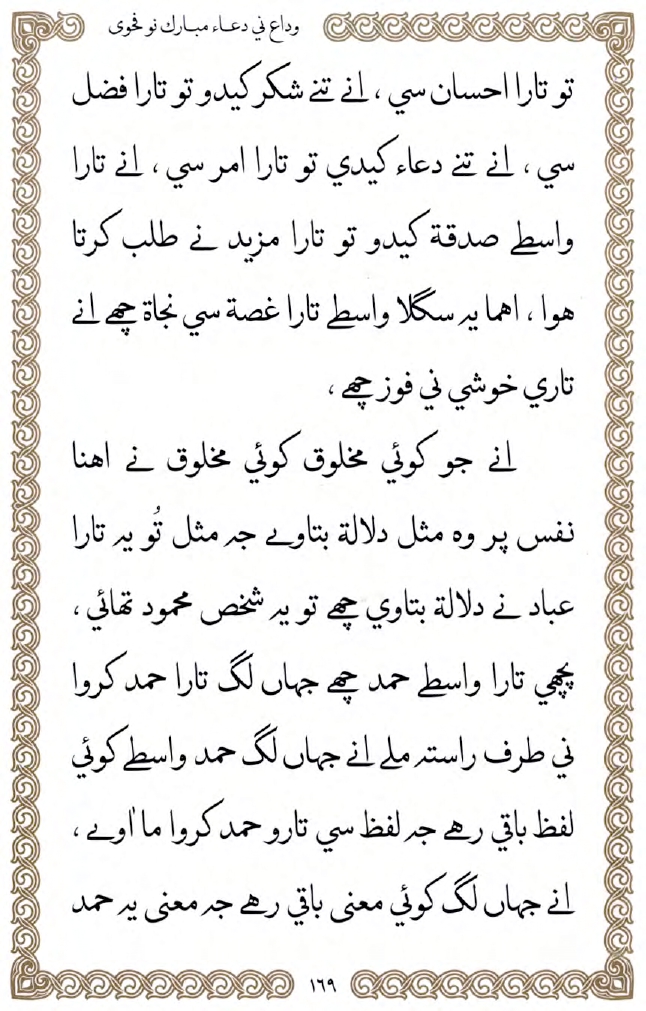 وداع ني دعاء مبارك نو فحوى
تو تارا احسان سي ، انے تنے شكر كيدو تو تارا فضل
سي ، انے تنے دعاء كيدي تو تارا امر سي ، انے تارا
واسطے صدقة كيدو تو تارا مزيد نے طلب كرتا
هوا ، اهما يہ سگلا واسطے تارا غصة سي نجاة چھے انے
تاري خوشي ني فوز چھے ،
انے جو كوئي مخلوق كوئي مخلوق نے اهنا
نفس پر وه مثل دلالة بتاوے جہ مثل تُو يہ تارا
عباد نے دلالة بتاوي چھے تو يہ شخص محمود تھائي ،
پچھي تارا واسطے حمد چھے جہاں لگ تارا حمد كروا
ني طرف راستہ ملے انے جہاں لگ حمد واسطے كوئي
لفظ باقي رهے جہ لفظ سي تارو حمد كروا ما اٰوے ،
انے جہاں لگ كوئي معنى باقي رهے جہ معنى يہ حمد
١٦٩